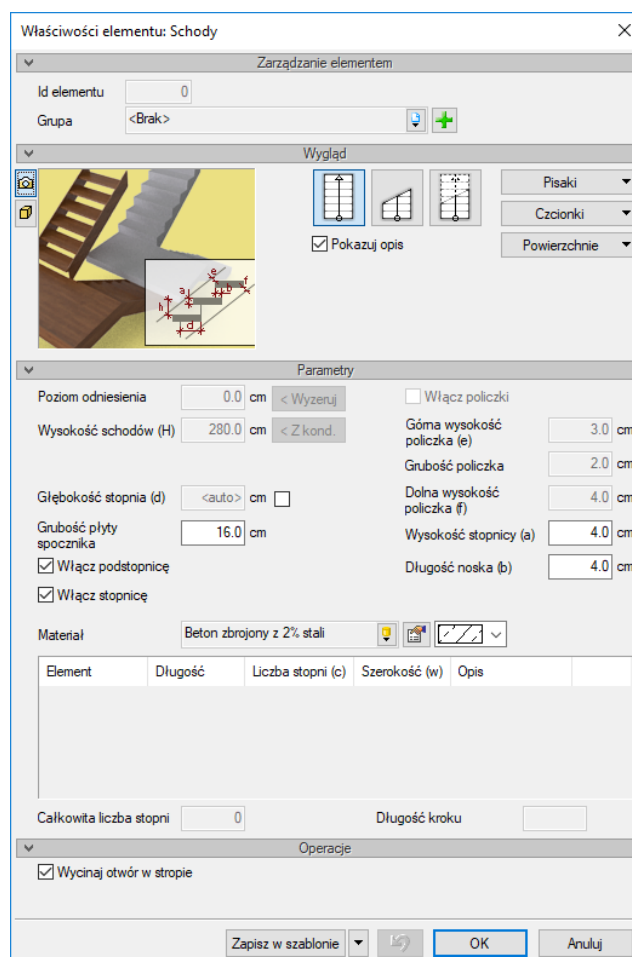 Właściwości elementu: Schody
Zarządzanie elementem
Id elementu 0
Grupa <Brak>
Wygląd
Pisaki
Czcionki
Pokazuj opis Powierzchnie
e
a b f
h
d
Parametry
Poziom odniesienia 0.0 cm < Wyzeruj
Włącz policzki
Wysokość schodów (H) 280.0 cm < Z kond.
Górna wysokość
policzka (e) 3.0 cm
Grubość policzka 2.0 cm
Głębokość stopnia (d) <auto> cm
Dolna wysokość
policzka (f) 4.0 cm
Grubość płyty
spocznika 16.0 cm
Wysokość stopnicy (a) 4.0 cm
Włącz podstopnicę
Długość noska (b) 4.0 cm
Włącz stopnicę
Materiał Beton zbrojony z 2% stali
Element Długość Liczba stopni (c) Szerokość (w) Opis
Całkowita liczba stopni 0 Długość kroku
Operacje
Wycinaj otwór w stropie
Zapisz w szablonie OK Anuluj